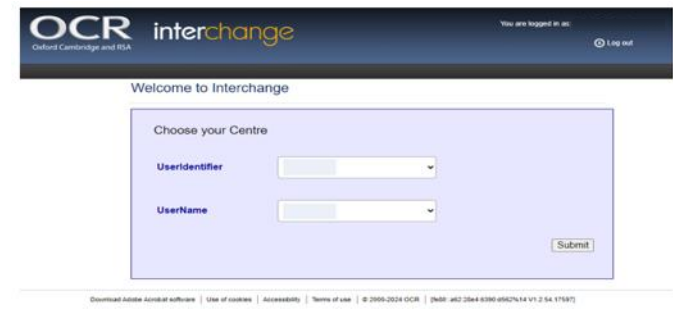 OCR interchange You are logged in as:
Oxford Cambridge and RSA Log out
Welcome to Interchange
Choose your Centre
UserIdentifier
UserName
Submit
Download Adobe Acrobat software | Use of cookies | Accessibility | Terms of use | © 2005-2024 OCR |